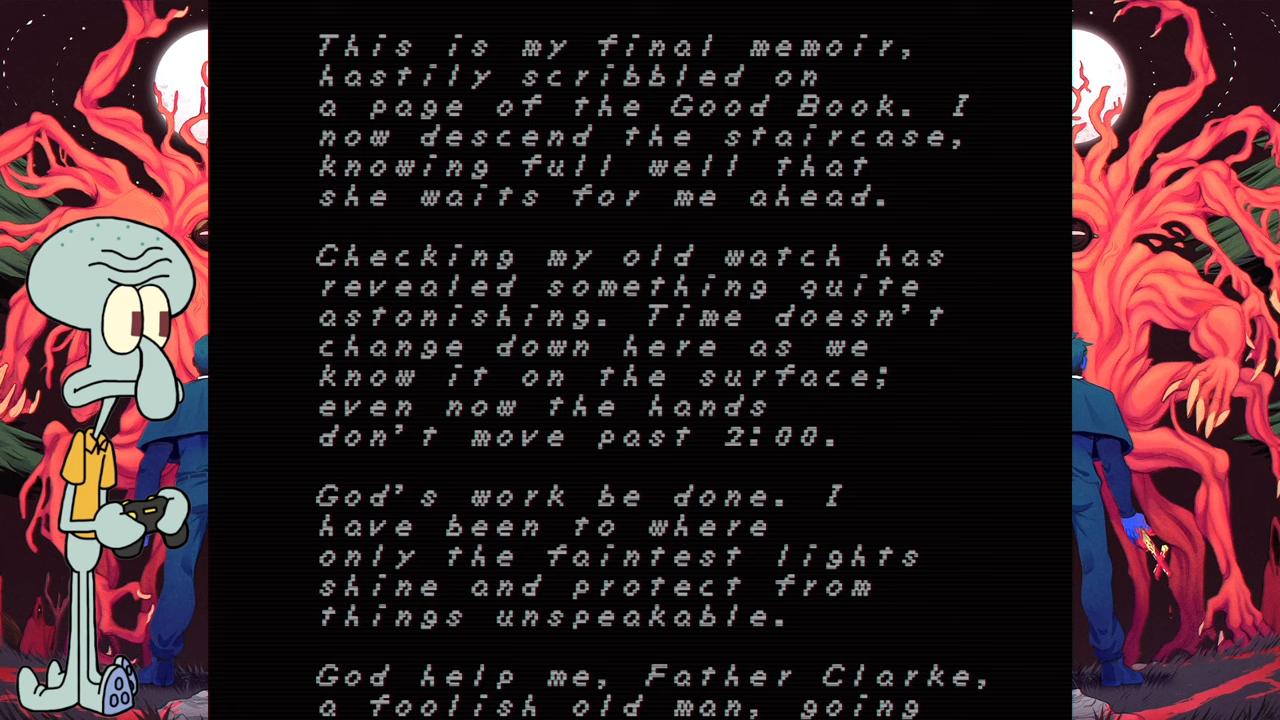 This is my final memoir,
hastily scribbled on
a page of the Good Book. I
now descend the staircase,
knowing full well that
she waits for me ahead.
Checking my old watch has
revealed something quite
astonishing. Time doesn't
change down here as we
know it on the surface;
even now the hands
don't move past 2:00.
God's work be done. I
have been to where
only the faintest lights
shine and protect from
things unspeakable.
God help me, Father Clarke,
a foolish old man, going